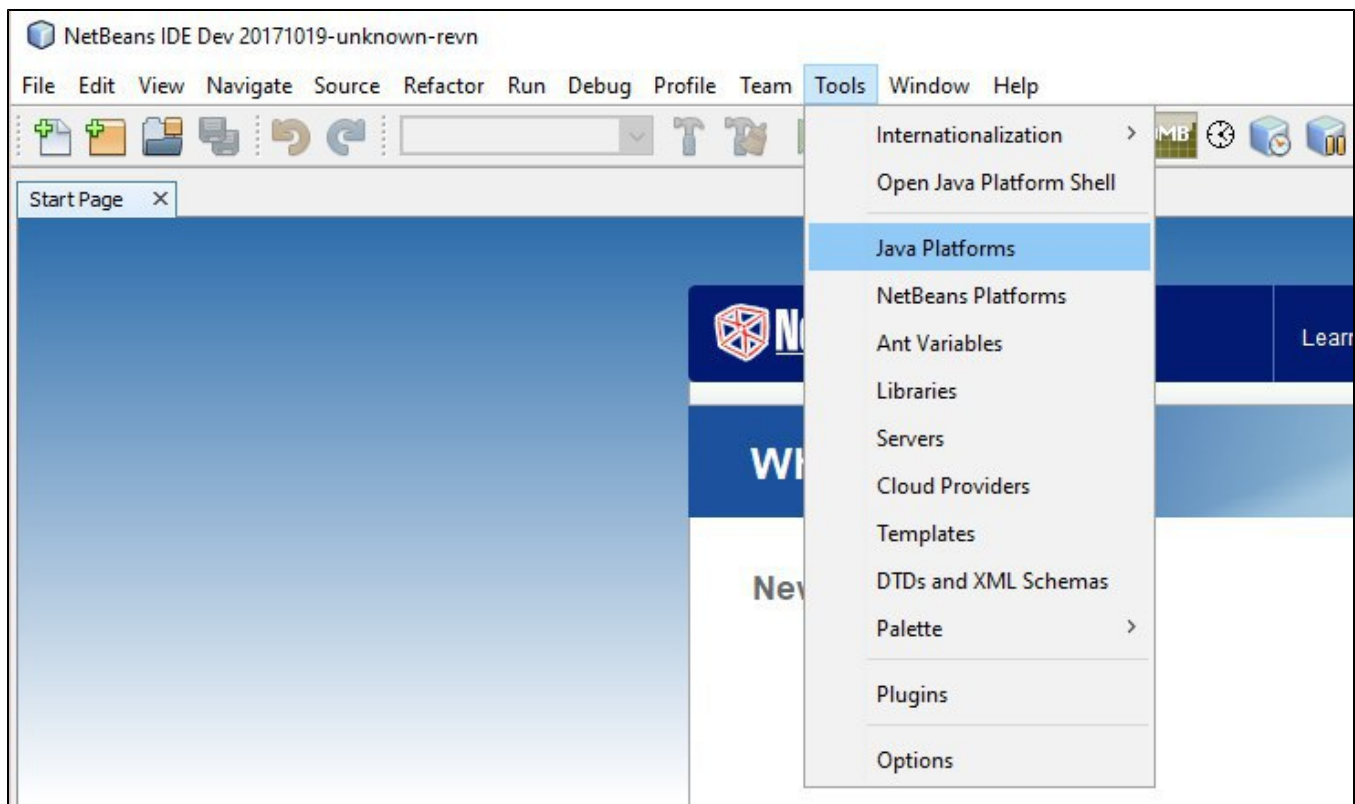 NetBeans IDE Dev 20171019-unknown-revn
File Edit View Navigate Source Refactor Run Debug Profile Team Tools Window Help
Internationalization
Open Java Platform Shell
Start Page
Java Platforms
NetBeans Platforms
Ant Variables
Libraries
Servers
Cloud Providers
Templates
DTDs and XML Schemas
Palette
Plugins
Options